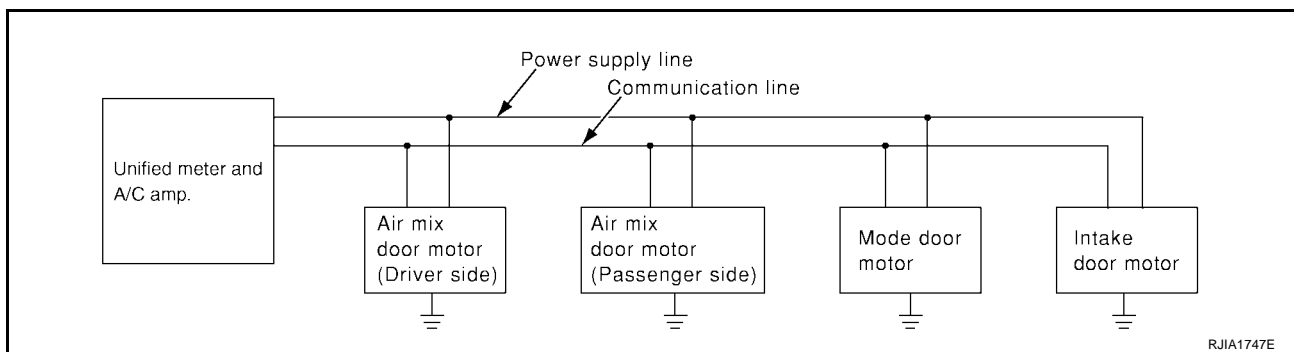 Power supply line
Communication line
Unified meter and
A/C amp.
Air mix
door motor
(Driver side)
Air mix
door motor
(Passenger side)
Mode door
motor
Intake
door motor
RJIA1747E